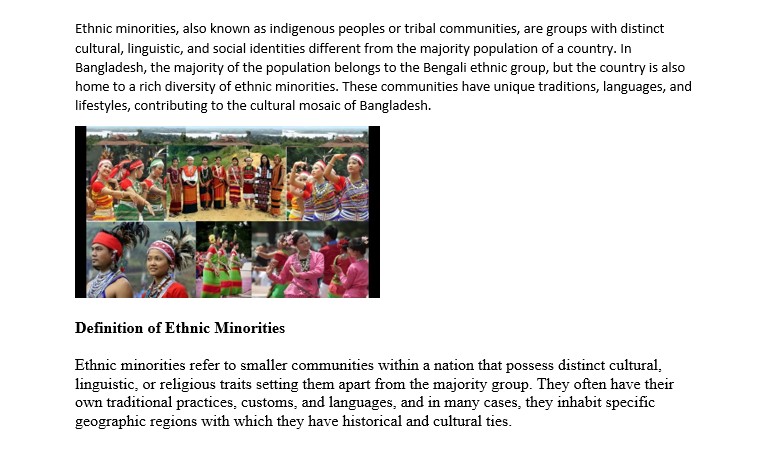 Ethnic minorities, also known as indigenous peoples or tribal communities, are groups with distinct
cultural, linguistic, and social identities different from the majority population of a country. In
Bangladesh, the majority of the population belongs to the Bengali ethnic group, but the country is also
home to a rich diversity of ethnic minorities. These communities have unique traditions, languages, and
lifestyles, contributing to the cultural mosaic of Bangladesh.
Definition of Ethnic Minorities
Ethnic minorities refer to smaller communities within a nation that possess distinct cultural,
linguistic, or religious traits setting them apart from the majority group. They often have their
own traditional practices, customs, and languages, and in many cases, they inhabit specific
geographic regions with which they have historical and cultural ties.